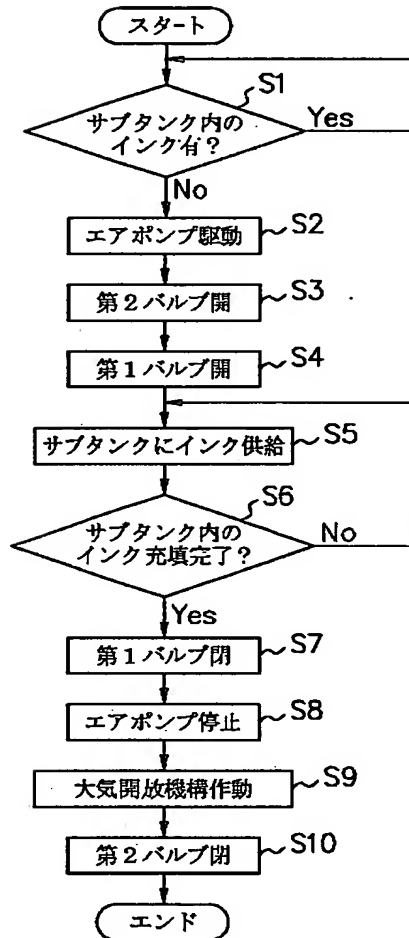 スタート
S1
サブタンク内の
インク有?
Yes
No
エアポンプ駆動
S2
第2バルブ開
S3
第1バルブ開
S4
サブタンクにインク供給
S5
S6
サブタンク内の
インク充填完了?
No
Yes
第1バルブ閉
S7
エアポンプ停止
S8
大気開放機構作動
S9
第2バルブ閉
S10
エンド